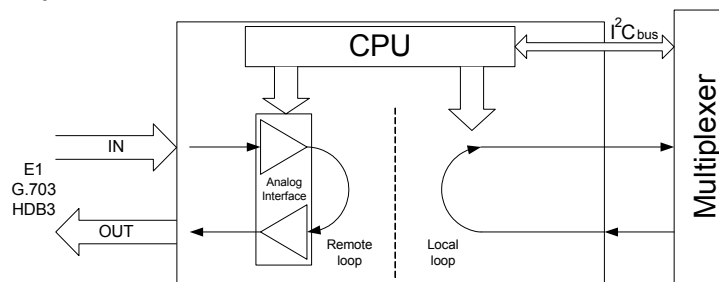 CPU
I²C bus
Multiplexer
IN
E1
G.703
HDB3
OUT
Analog
Interface
Remote
loop
Local
loop